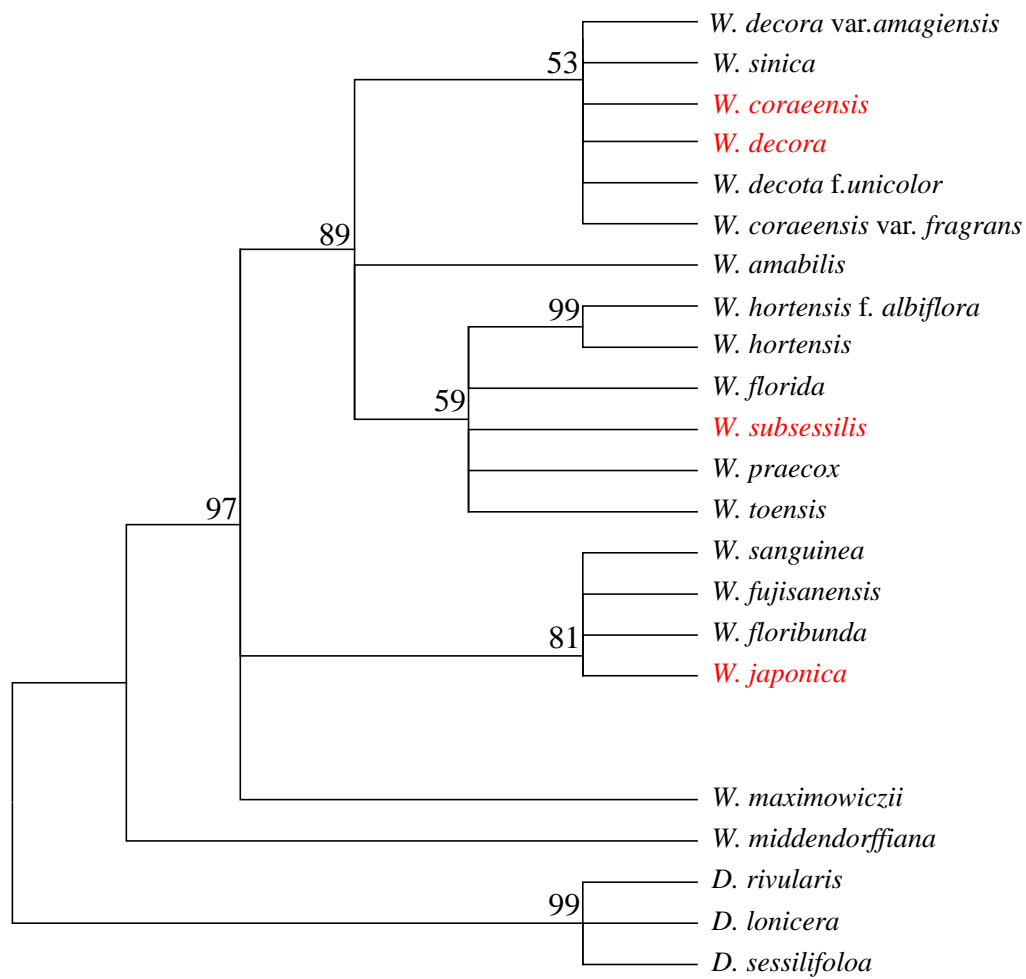 W. decora var.amagiensis
53
W. sinica
W. coraeensis
W. decora
W. decota f.unicolor
W. coraeensis var. fragrans
89
W. amabilis
99
W. hortensis f. albiflora
W. hortensis
W. florida
59
W. subsessilis
W. praecox
97
W. toensis
W. sanguinea
W. fujisanensis
81
W. floribunda
W. japonica
W. maximowiczii
W. middendorffiana
D. rivularis
99
D. lonicera
D. sessilifoloa